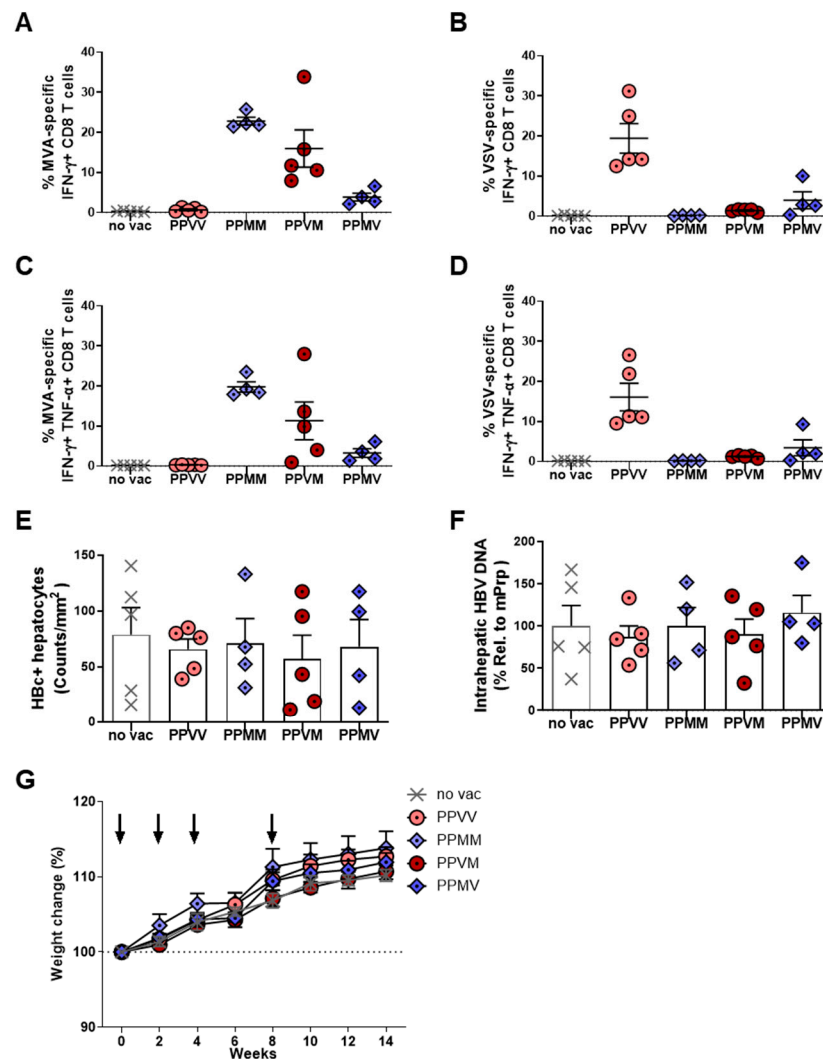 A
% MVA-specific
IFN-γ+ CD8 T cells
40
30
20
10
0
no vac PPVV PPMM PPVM PPMV
B
% VSV-specific
IFN-γ+ CD8 T cells
40
30
20
10
0
no vac PPVV PPMM PPVM PPMV
C
% MVA-specific
IFN-γ+ TNF-α+ CD8 T cells
40
30
20
10
0
no vac PPVV PPMM PPVM PPMV
D
% VSV-specific
IFN-γ+ TNF-α+ CD8 T cells
40
30
20
10
0
no vac PPVV PPMM PPVM PPMV
E
HBc+ hepatocytes
(Counts/mm²)
150
100
50
0
no vac PPVV PPMM PPVM PPMV
F
Intrahepatic HBV DNA
(% Rel. to mPrp)
200
150
100
50
0
no vac PPVV PPMM PPVM PPMV
G
Weight change (%)
120
110
100
90
0 2 4 6 8 10 12 14
Weeks
no vac
PPVV
PPMM
PPVM
PPMV